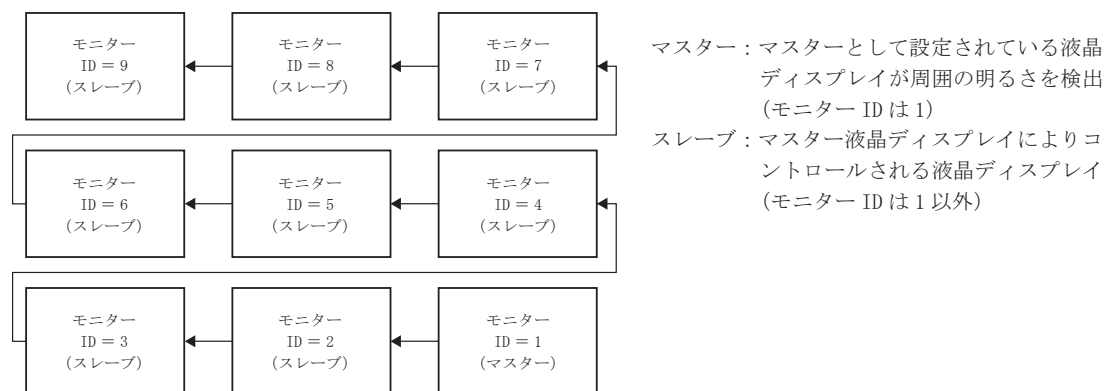 モニター
ID = 9
(スレーブ)
モニター
ID = 8
(スレーブ)
モニター
ID = 7
(スレーブ)
モニター
ID = 6
(スレーブ)
モニター
ID = 5
(スレーブ)
モニター
ID = 4
(スレーブ)
モニター
ID = 3
(スレーブ)
モニター
ID = 2
(スレーブ)
モニター
ID = 1
(マスター)
マスター：マスターとして設定されている液晶
ディスプレイが周囲の明るさを検出
(モニター ID は 1)
スレーブ：マスター液晶ディスプレイによりコ
ントロールされる液晶ディスプレイ
(モニター ID は 1 以外)